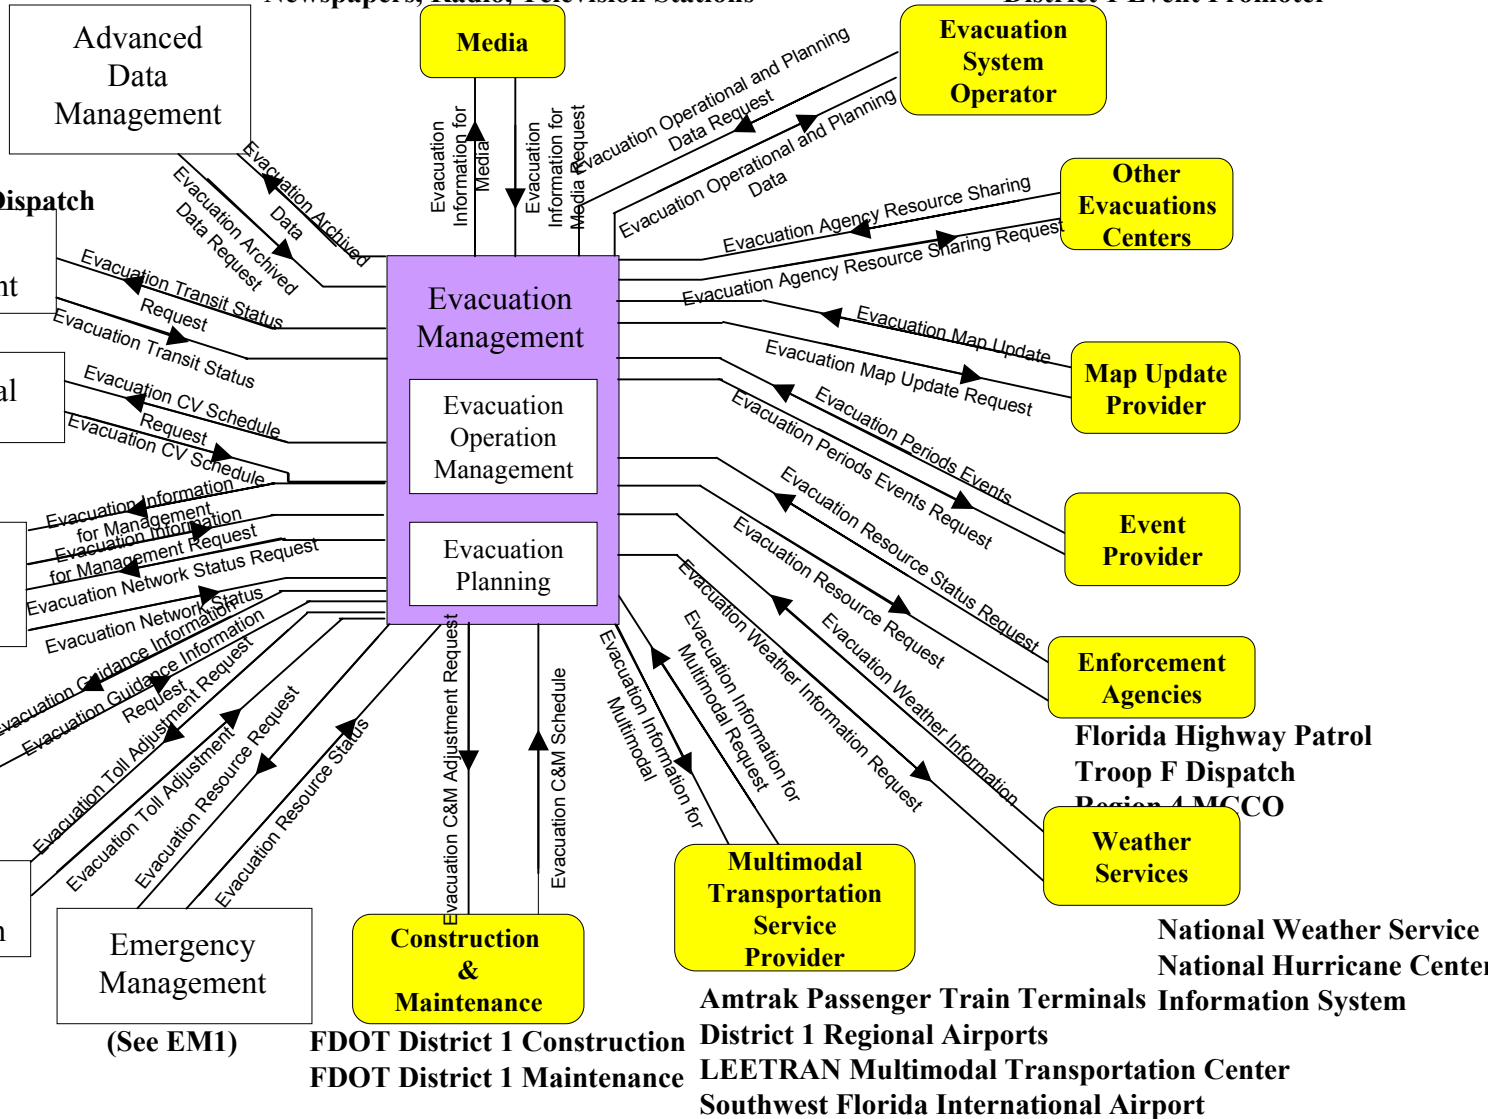 Newspapers, Radio, Television Stations
District 1 Event Promoter
Advanced
Data
Management
Media
Evacuation
System
Operator
Evacuation Operational and Planning
Data Request
Evacuation Operational and Planning
Data
Evacuation
Information for
Media
Evacuation
Information for
Media Request
Evacuation Archived
Data
Evacuation Archived
Data Request
Other
Evacuations
Centers
Evacuation Agency Resource Sharing
Evacuation Agency Resource Sharing Request
Dispatch
nt
Evacuation Transit Status
Request
Evacuation Transit Status
Evacuation
Management
Evacuation
Operation
Management
Evacuation
Planning
Evacuation Map Update
Evacuation Map Update Request
Map Update
Provider
al
Evacuation CV Schedule
Request
Evacuation CV Schedule
Evacuation Periods Events
Evacuation Periods Events Request
Event
Provider
Evacuation Information
for Management
Evacuation Information
for Management Request
Evacuation Network Status Request
Evacuation Network Status
Evacuation Resource Status Request
Evacuation Resource Request
Enforcement
Agencies
Florida Highway Patrol
Troop F Dispatch
Region 4 MCCO
Evacuation Guidance Information
Evacuation Guidance Information
Request
Evacuation Toll Adjustment Request
Evacuation Toll Adjustment
Evacuation Resource Request
Evacuation Resource Status
Evacuation C&M Adjustment Request
Evacuation C&M Schedule
Evacuation Information for
Multimodal
Evacuation Information for
Multimodal Request
Evacuation Weather Information Request
Evacuation Weather Information
Weather
Services
National Weather Service
National Hurricane Center
Information System
n
Emergency
Management
(See EM1)
Construction
&
Maintenance
FDOT District 1 Construction
FDOT District 1 Maintenance
Multimodal
Transportation
Service
Provider
Amtrak Passenger Train Terminals
District 1 Regional Airports
LEETRAN Multimodal Transportation Center
Southwest Florida International Airport